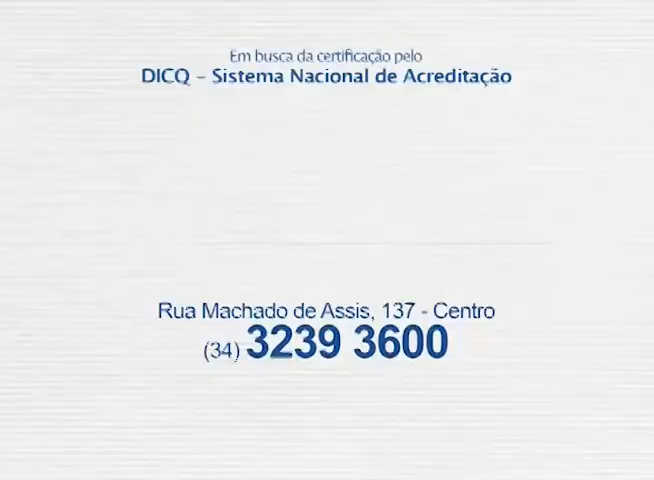 Em busca da certificação pelo
DICQ – Sistema Nacional de Acreditação
Rua Machado de Assis, 137 - Centro
(34) 3239 3600